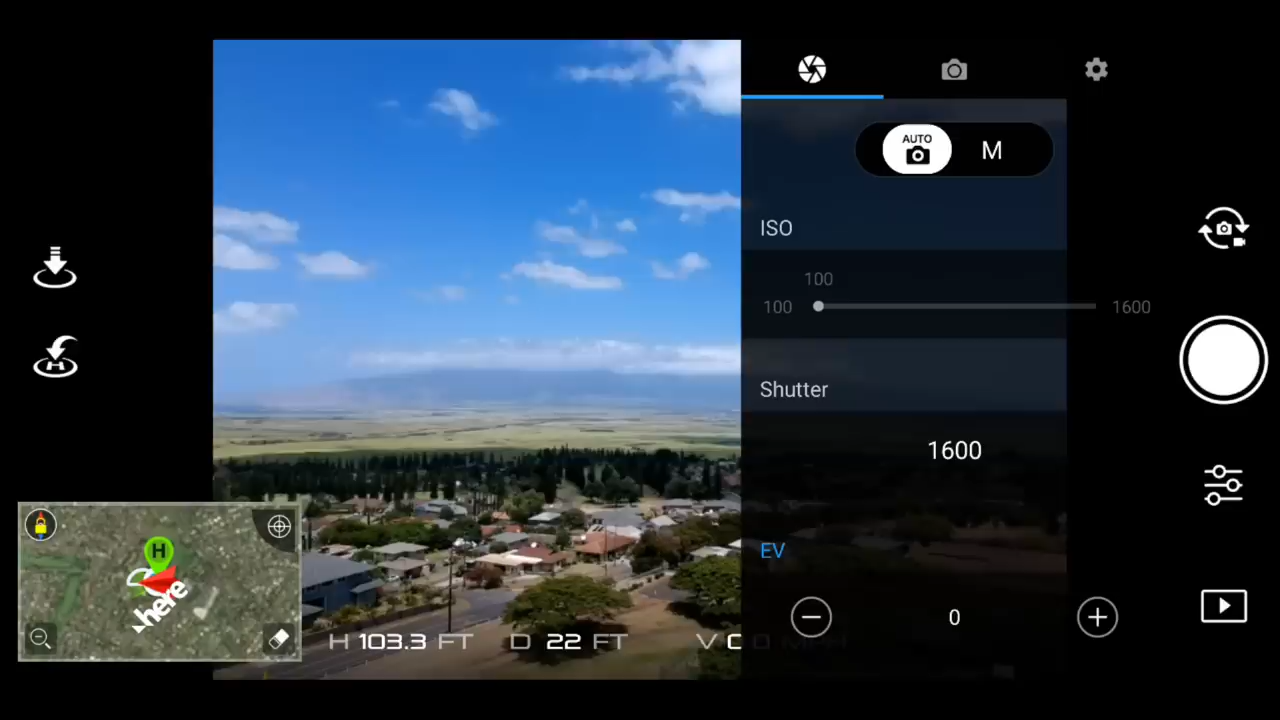 AUTO
M
ISO
100
100
1600
Shutter
1600
EV
0
H
here
H 103.3 FT D 22 FT V